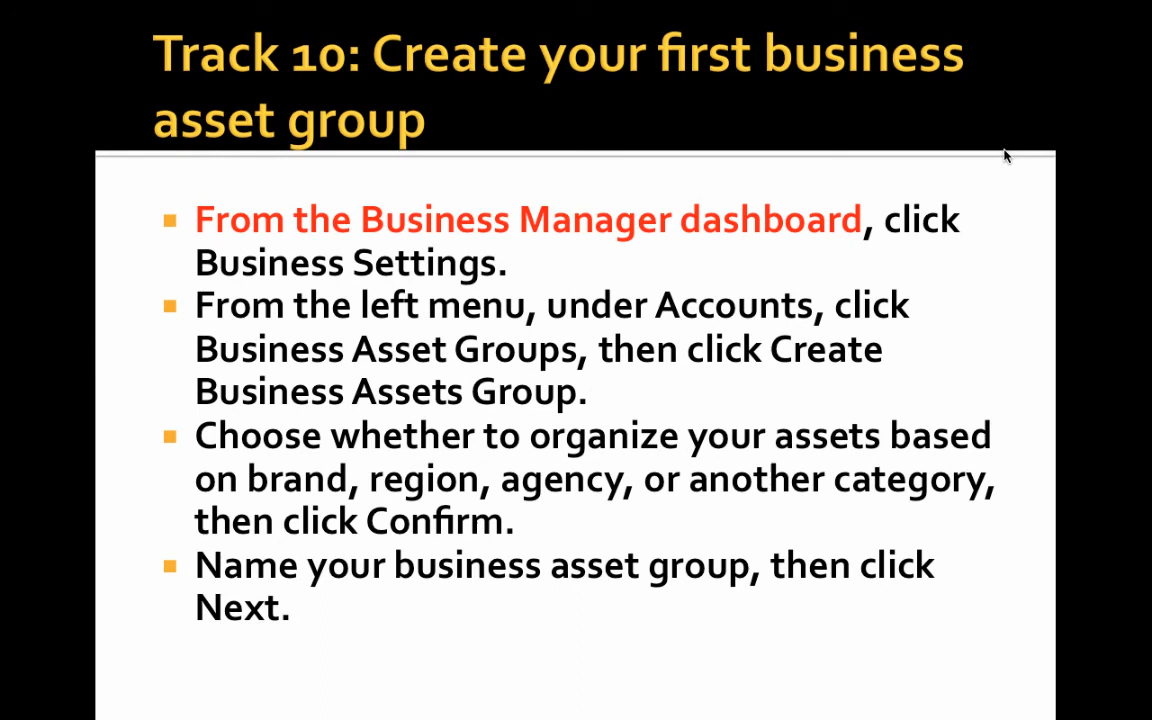 Track 10: Create your first business
asset group
From the Business Manager dashboard, click
Business Settings.
From the left menu, under Accounts, click
Business Asset Groups, then click Create
Business Assets Group.
Choose whether to organize your assets based
on brand, region, agency, or another category,
then click Confirm.
Name your business asset group, then click
Next.